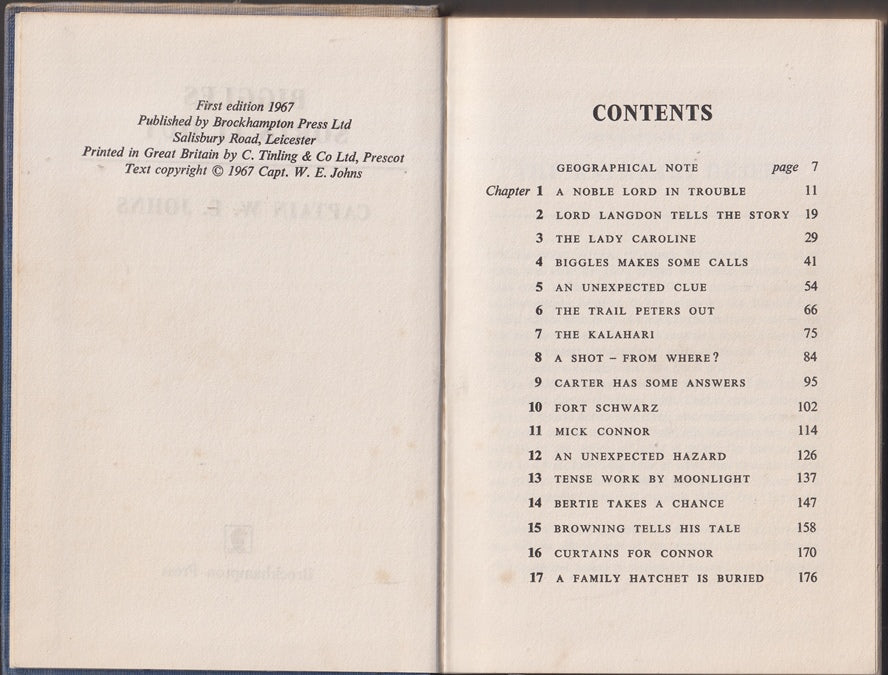 First edition 1967
Published by Brockhampton Press Ltd
Salisbury Road, Leicester
Printed in Great Britain by C. Tinling & Co Ltd, Prescot
Text copyright © 1967 Capt. W. E. Johns
CONTENTS
GEOGRAPHICAL NOTE page 7
Chapter 1 A NOBLE LORD IN TROUBLE 11
2 LORD LANGDON TELLS THE STORY 19
3 THE LADY CAROLINE 29
4 BIGGLES MAKES SOME CALLS 41
5 AN UNEXPECTED CLUE 54
6 THE TRAIL PETERS OUT 66
7 THE KALAHARI 75
8 A SHOT – FROM WHERE? 84
9 CARTER HAS SOME ANSWERS 95
10 FORT SCHWARZ 102
11 MICK CONNOR 114
12 AN UNEXPECTED HAZARD 126
13 TENSE WORK BY MOONLIGHT 137
14 BERTIE TAKES A CHANCE 147
15 BROWNING TELLS HIS TALE 158
16 CURTAINS FOR CONNOR 170
17 A FAMILY HATCHET IS BURIED 176